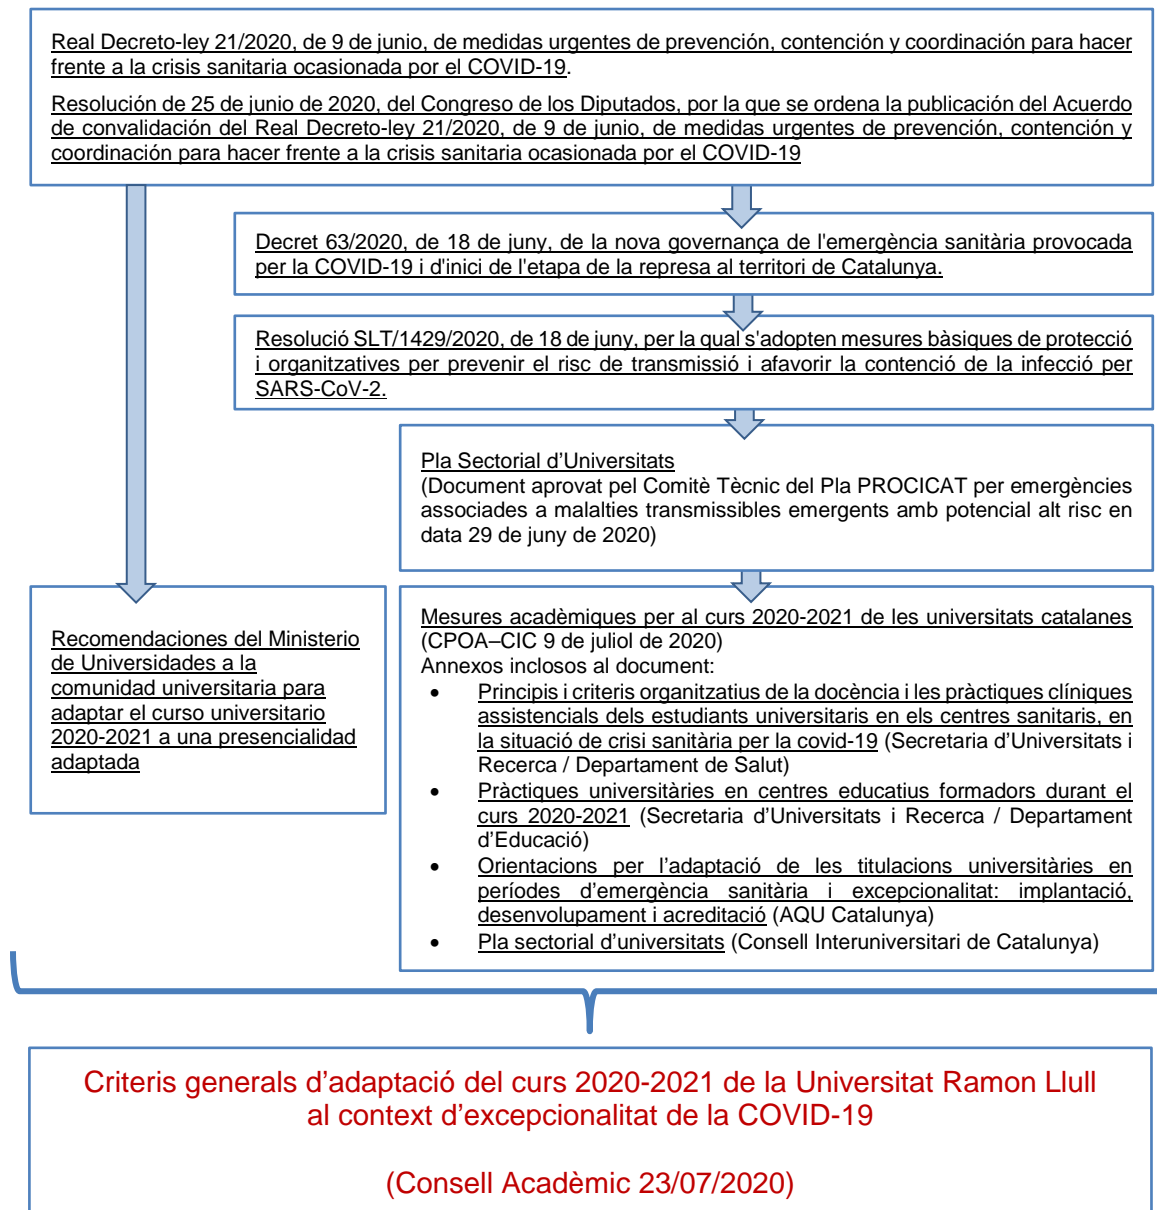 Real Decreto-ley 21/2020, de 9 de junio, de medidas urgentes de prevención, contención y coordinación para hacer
frente a la crisis sanitaria ocasionada por el COVID-19.
Resolución de 25 de junio de 2020, del Congreso de los Diputados, por la que se ordena la publicación del Acuerdo
de convalidación del Real Decreto-ley 21/2020, de 9 de junio, de medidas urgentes de prevención, contención y
coordinación para hacer frente a la crisis sanitaria ocasionada por el COVID-19
Decret 63/2020, de 18 de juny, de la nova governança de l'emergència sanitària provocada
per la COVID-19 i d'inici de l'etapa de la represa al territori de Catalunya.
Resolució SLT/1429/2020, de 18 de juny, per la qual s'adopten mesures bàsiques de protecció
i organitzatives per prevenir el risc de transmissió i afavorir la contenció de la infecció per
SARS-CoV-2.
Pla Sectorial d’Universitats
(Document aprovat pel Comitè Tècnic del Pla PROCICAT per emergències
associades a malalties transmissibles emergents amb potencial alt risc en
data 29 de juny de 2020)
Recomendaciones del Ministerio
de Universidades a la
comunidad universitaria para
adaptar el curso universitario
2020-2021 a una presencialidad
adaptada
Mesures acadèmiques per al curs 2020-2021 de les universitats catalanes
(CPOA–CIC 9 de juliol de 2020)
Annexos inclosos al document:
• Principis i criteris organitzatius de la docència i les pràctiques clíniques
assistencials dels estudiants universitaris en els centres sanitaris, en
la situació de crisi sanitària per la covid-19 (Secretaria d’Universitats i
Recerca / Departament de Salut)
• Pràctiques universitàries en centres educatius formadors durant el
curs 2020-2021 (Secretaria d’Universitats i Recerca / Departament
d’Educació)
• Orientacions per l’adaptació de les titulacions universitàries en
períodes d’emergència sanitària i excepcionalitat: implantació,
desenvolupament i acreditació (AQU Catalunya)
• Pla sectorial d’universitats (Consell Interuniversitari de Catalunya)
Criteris generals d’adaptació del curs 2020-2021 de la Universitat Ramon Llull
al context d’excepcionalitat de la COVID-19
(Consell Acadèmic 23/07/2020)